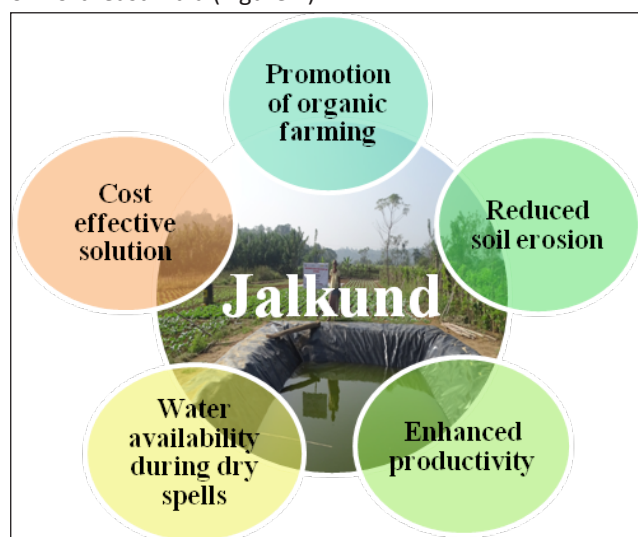 Promotion
of organic
farming
Cost
effective
solution
Reduced
soil erosion
Jalkund
Water
availability
during dry
spells
Enhanced
productivity